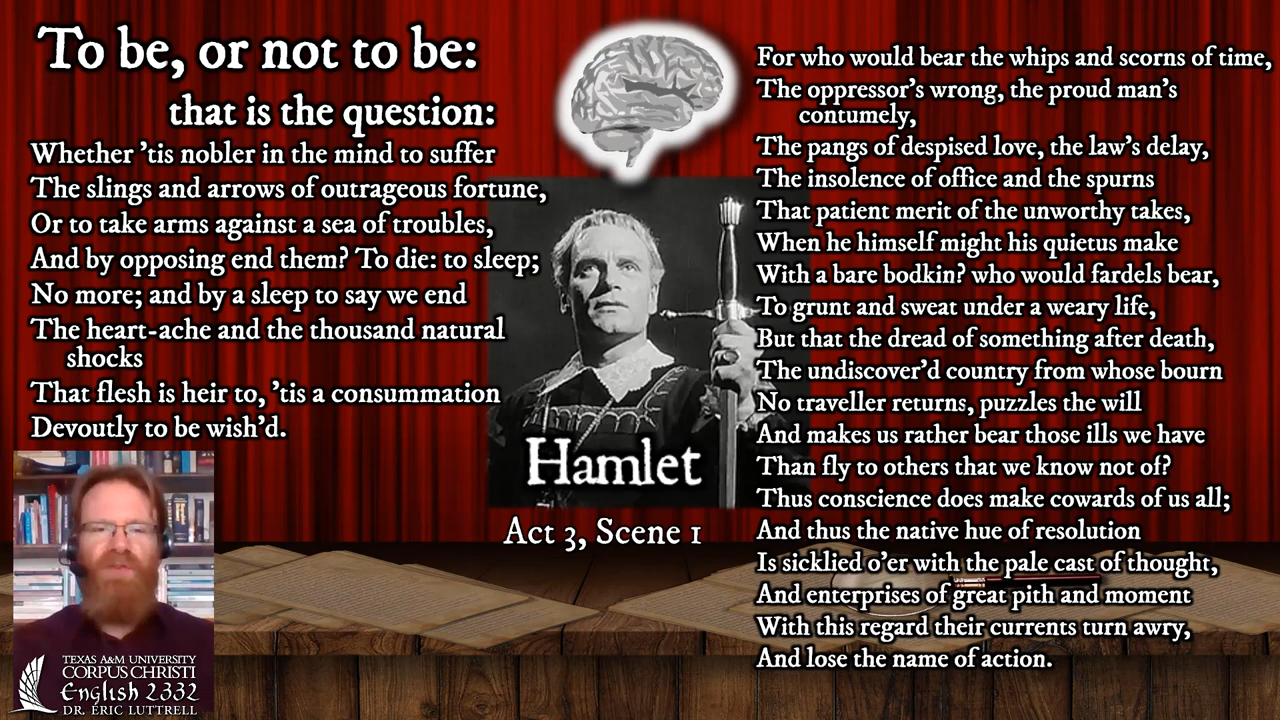 To be, or not to be:
that is the question:
Whether ’tis nobler in the mind to suffer
The slings and arrows of outrageous fortune,
Or to take arms against a sea of troubles,
And by opposing end them? To die: to sleep;
No more; and by a sleep to say we end
The heart-ache and the thousand natural
shocks
That flesh is heir to, ’tis a consummation
Devoutly to be wish’d.
Hamlet
Act 3, Scene 1
For who would bear the whips and scorns of time,
The oppressor’s wrong, the proud man’s
contumely,
The pangs of despised love, the law’s delay,
The insolence of office and the spurns
That patient merit of the unworthy takes,
When he himself might his quietus make
With a bare bodkin? who would fardels bear,
To grunt and sweat under a weary life,
But that the dread of something after death,
The undiscover’d country from whose bourn
No traveller returns, puzzles the will
And makes us rather bear those ills we have
Than fly to others that we know not of?
Thus conscience does make cowards of us all;
And thus the native hue of resolution
Is sicklied o’er with the pale cast of thought,
And enterprises of great pith and moment
With this regard their currents turn awry,
And lose the name of action.
TEXAS A&M UNIVERSITY
CORPUS CHRISTI
English 2332
DR. ERIC LUTTRELL